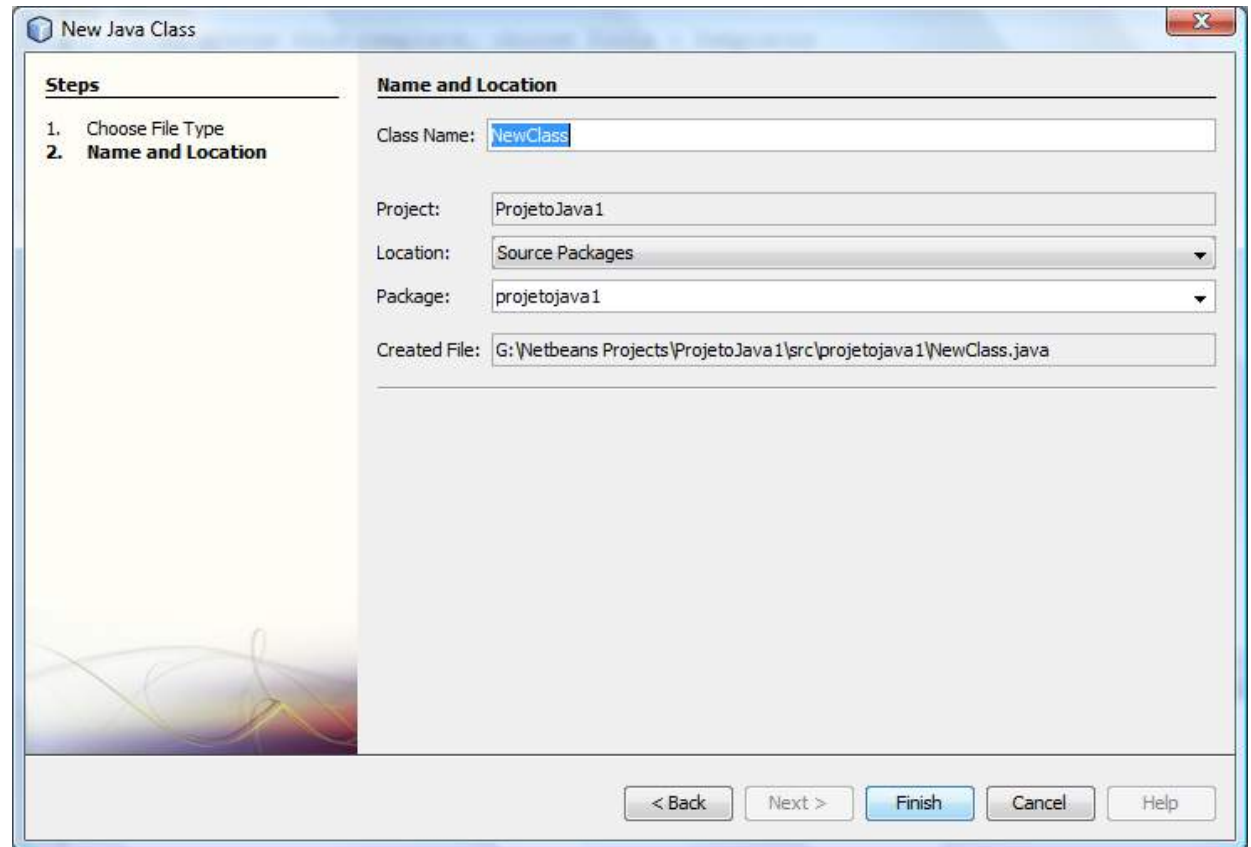 New Java Class
Steps
1. Choose File Type
2. Name and Location
Name and Location
Class Name: NewClass
Project: ProjetoJava1
Location: Source Packages
Package: projetojava1
Created File: G:\Netbeans Projects\ProjetoJava1\src\projetojava1\NewClass.java
< Back Next > Finish Cancel Help